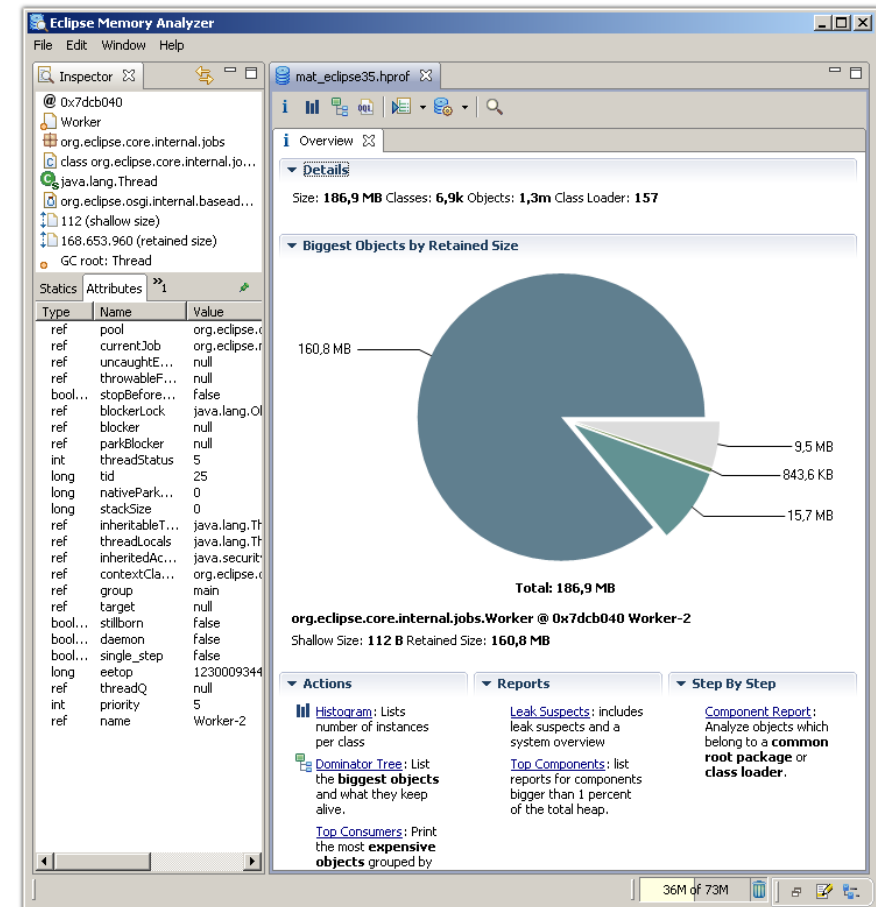 Eclipse Memory Analyzer
File Edit Window Help
Inspector
@ 0x7dcb040
Worker
org.eclipse.core.internal.jobs
class org.eclipse.core.internal.jo...
java.lang.Thread
org.eclipse.osgi.internal.basead...
112 (shallow size)
168.653.960 (retained size)
GC root: Thread
Statics Attributes »1
Type Name Value
ref pool org.eclipse.c
ref currentJob org.eclipse.r
ref uncaughtE... null
ref throwableF... null
bool... stopBefore... false
ref blockerLock java.lang.Ol
ref blocker null
ref parkBlocker null
int threadStatus 5
long tid 25
long nativePark... 0
long stackSize 0
ref inheritableT... java.lang.Th
ref threadLocals java.lang.Th
ref inheritedAc... java.securit
ref contextCla... org.eclipse.c
ref group main
ref target null
bool... stillborn false
bool... daemon false
bool... single_step false
long eetop 1230009344
ref threadQ null
int priority 5
ref name Worker-2
mat_eclipse35.hprof
i OQL
i Overview
Details
Size: 186,9 MB Classes: 6,9k Objects: 1,3m Class Loader: 157
Biggest Objects by Retained Size
160,8 MB
9,5 MB
843,6 KB
15,7 MB
Total: 186,9 MB
org.eclipse.core.internal.jobs.Worker @ 0x7dcb040 Worker-2
Shallow Size: 112 B Retained Size: 160,8 MB
Actions
Histogram: Lists
number of instances
per class
Dominator Tree: List
the biggest objects
and what they keep
alive.
Top Consumers: Print
the most expensive
objects grouped by
Reports
Leak Suspects: includes
leak suspects and a
system overview
Top Components: list
reports for components
bigger than 1 percent
of the total heap.
Step By Step
Component Report:
Analyze objects which
belong to a common
root package or
class loader.
36M of 73M